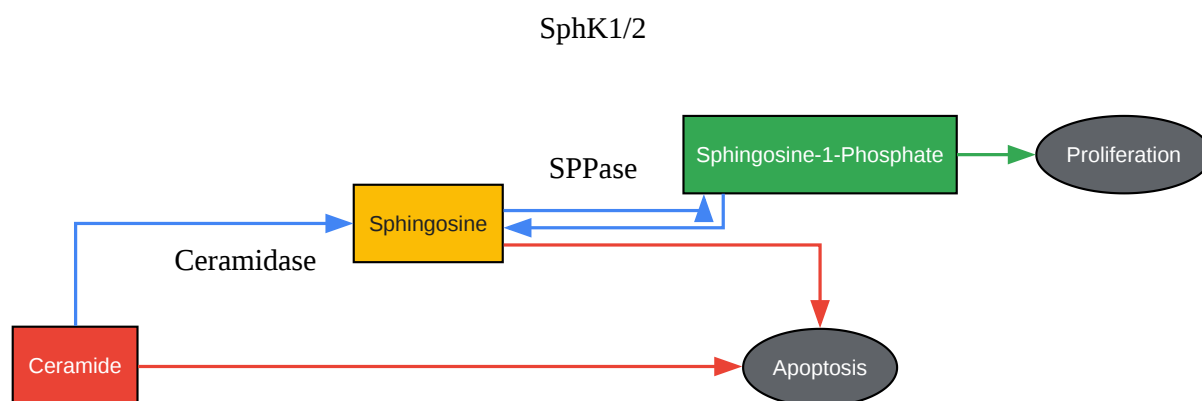 SphK1/2
Sphingosine-1-Phosphate
Proliferation
SPPase
Sphingosine
Ceramidase
Ceramide
Apoptosis